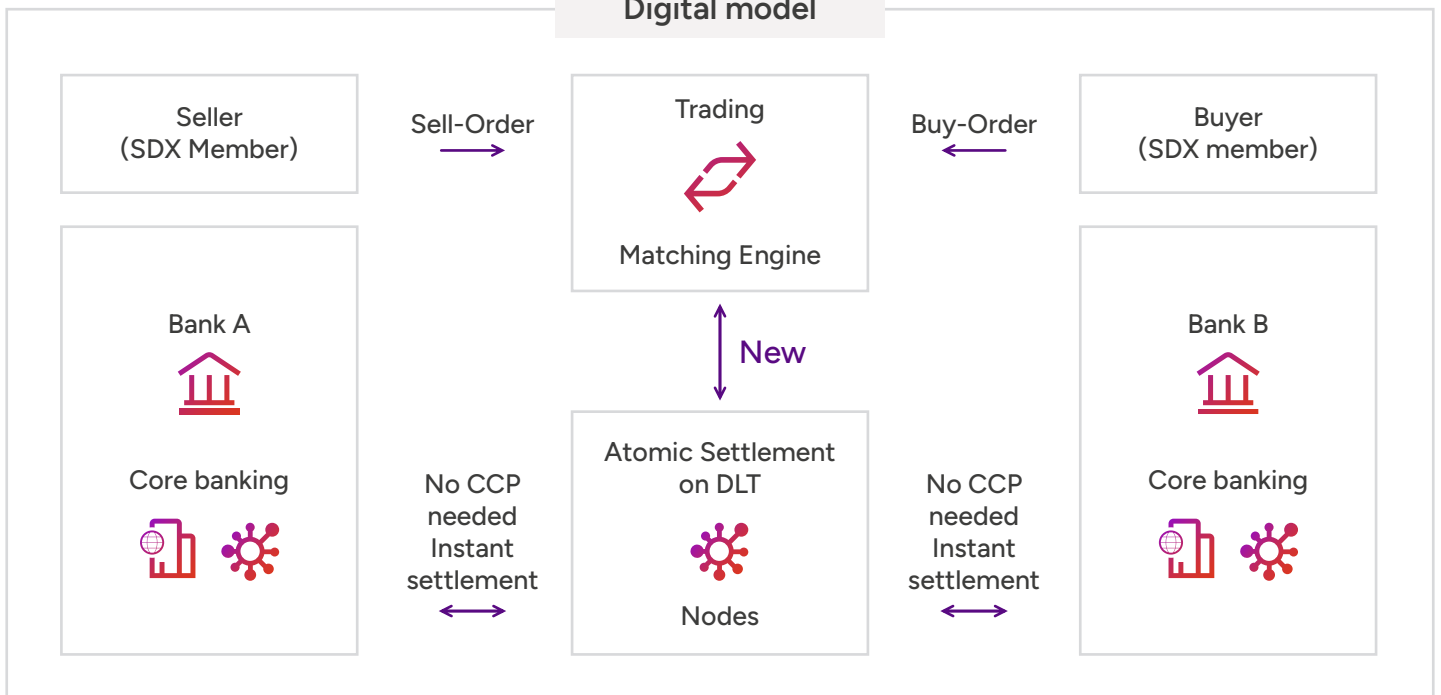 Digital model
Seller
(SDX Member)
Sell-Order
Trading
Matching Engine
Buy-Order
Buyer
(SDX member)
New
Bank A
Core banking
No CCP
needed
Instant
settlement
Atomic Settlement
on DLT
Nodes
No CCP
needed
Instant
settlement
Bank B
Core banking